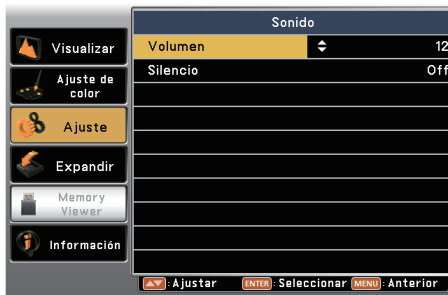 Sonido
Visualizar
Volumen 12
Ajuste de
color
Silencio Off
Ajuste
Expandir
Memory
Viewer
Información
: Ajustar ENTER : Seleccionar MENU : Anterior